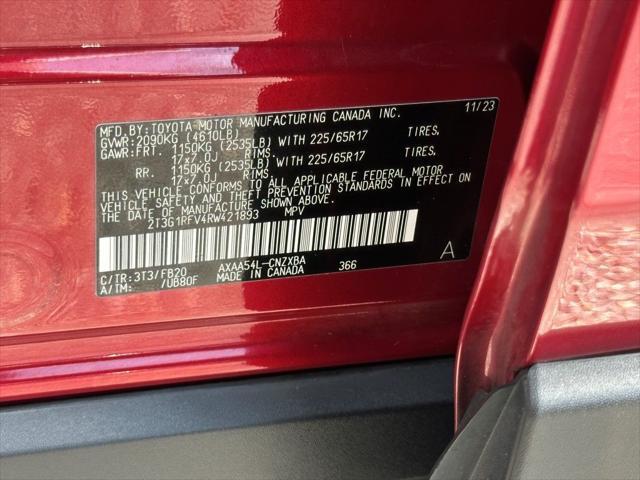 MFD.BY:TOYOTA MOTOR MANUFACTURING CANADA INC. 11/23
GVWR:2090KG (4610LB)
GAWR:FRT. 1150KG (2535LB) WITH 225/65R17 TIRES,
17x7.0J RIMS.
RR. 1150KG (2535LB) WITH 225/65R17 TIRES,
17x7.0J RIMS.
THIS VEHICLE CONFORMS TO ALL APPLICABLE FEDERAL MOTOR
VEHICLE SAFETY AND THEFT PREVENTION STANDARDS IN EFFECT ON
THE DATE OF MANUFACTURE SHOWN ABOVE.
2T3G1RFV4RW421893 MPV
A
C/TR:3T3/FB20 AXAA54L-CNZXBA 366
A/TM: /UB80F MADE IN CANADA